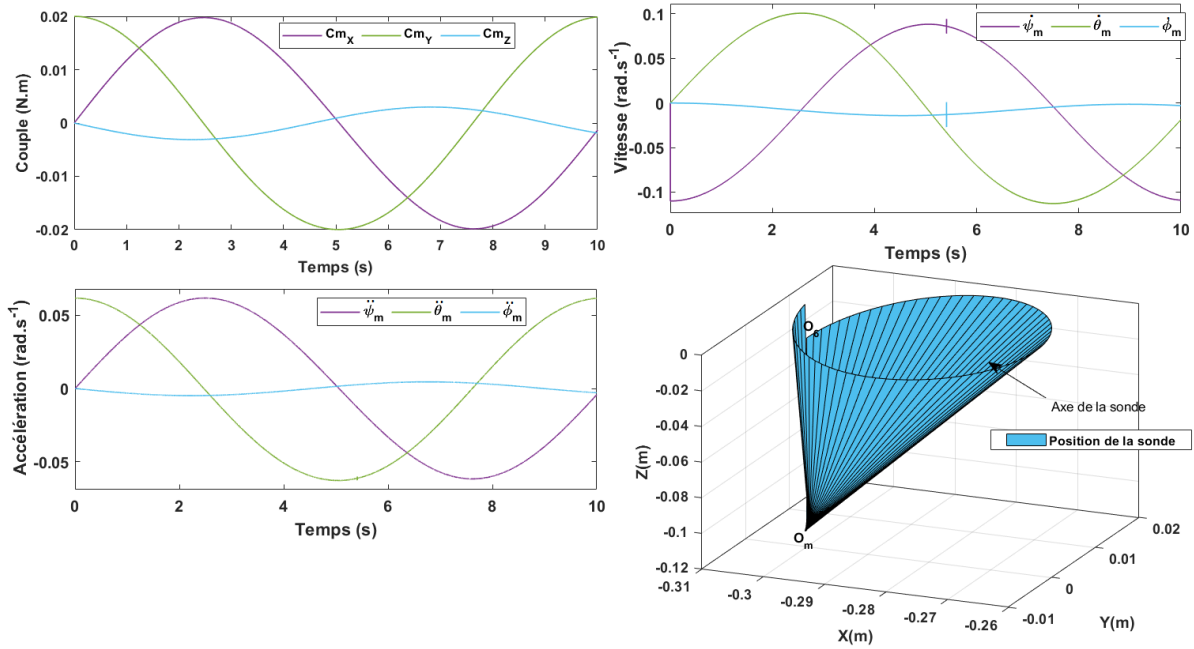 Couple (N.m)
0.02
0.01
0
-0.01
-0.02
Cm_X Cm_Y Cm_Z
0 1 2 3 4 5 6 7 8 9 10
Temps (s)
Vitesse (rad.s⁻¹)
0.1
0.05
0
-0.05
-0.1
ψ̇_m θ̇_m ϕ̇_m
0 2 4 6 8 10
Temps (s)
Accélération (rad.s⁻¹)
0.05
0
-0.05
ψ̈_m θ̈_m ϕ̈_m
0 2 4 6 8 10
Temps (s)
Z(m)
0
-0.02
-0.04
-0.06
-0.08
-0.1
-0.12
O_6
Axe de la sonde
Position de la sonde
O_m
-0.31 -0.3 -0.29 -0.28 -0.27 -0.26
X(m)
-0.01 0 0.01 0.02
Y(m)